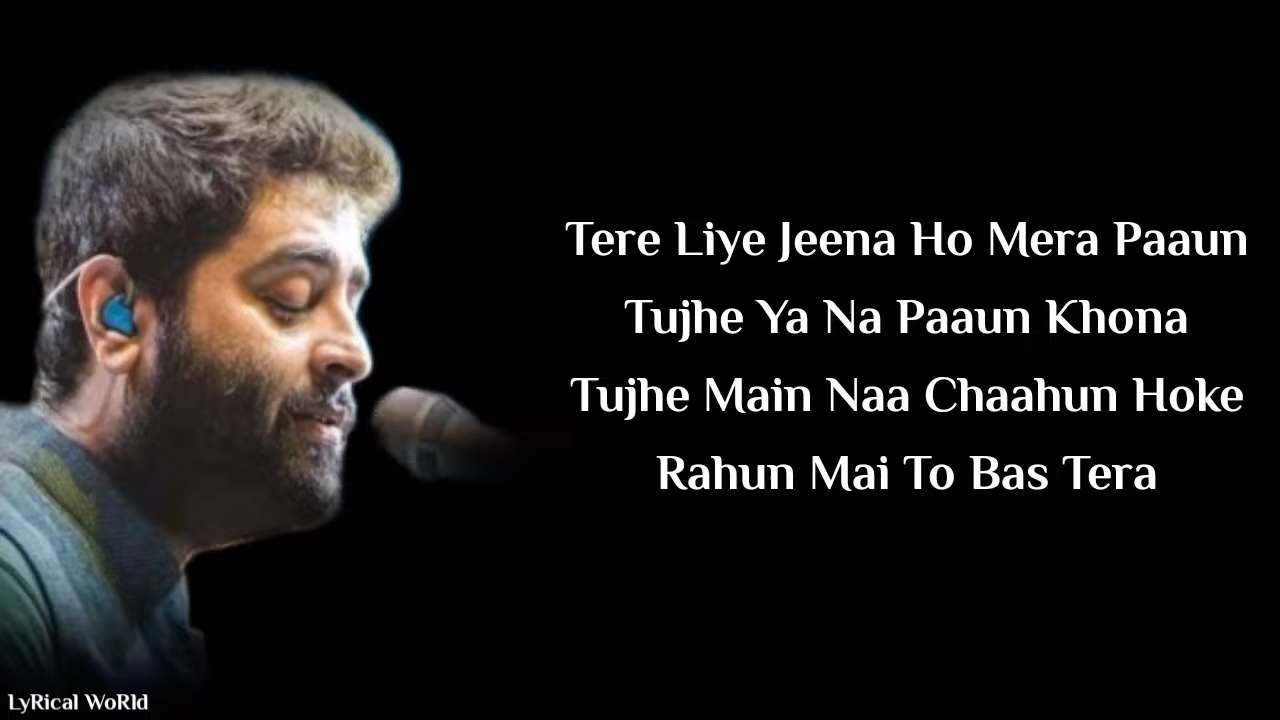 Tere Liye Jeena Ho Mera Paaun
Tujhe Ya Na Paaun Khona
Tujhe Main Naa Chaahun Hoke
Rahun Mai To Bas Tera
LyRical WoRld